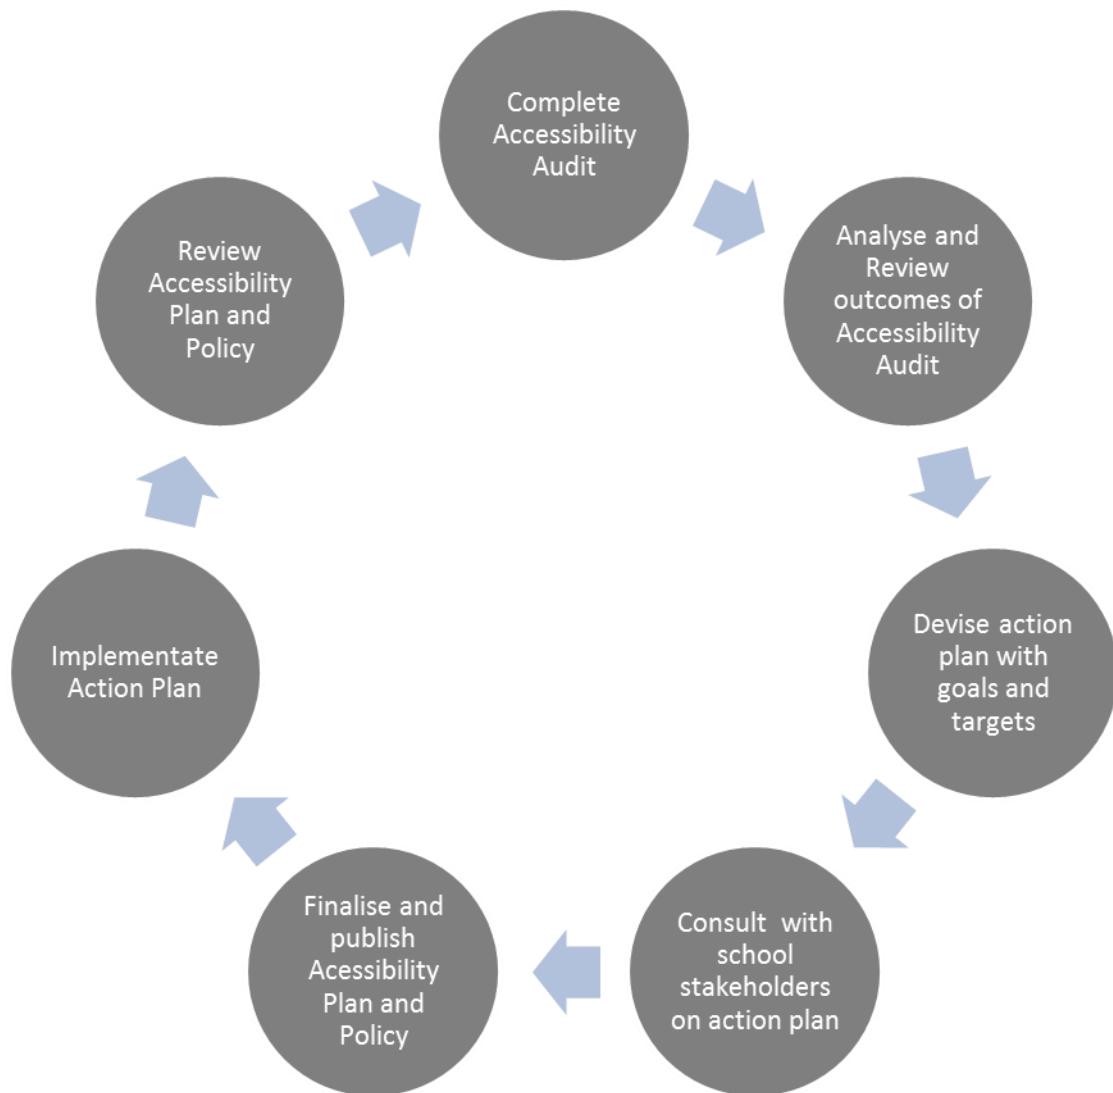 Complete
Accessibility
Audit
Analyse and
Review
outcomes of
Accessibility
Audit
Devise action
plan with
goals and
targets
Consult with
school
stakeholders
on action plan
Finalise and
publish
Acessibility
Plan and
Policy
Implementate
Action Plan
Review
Accessibility
Plan and
Policy